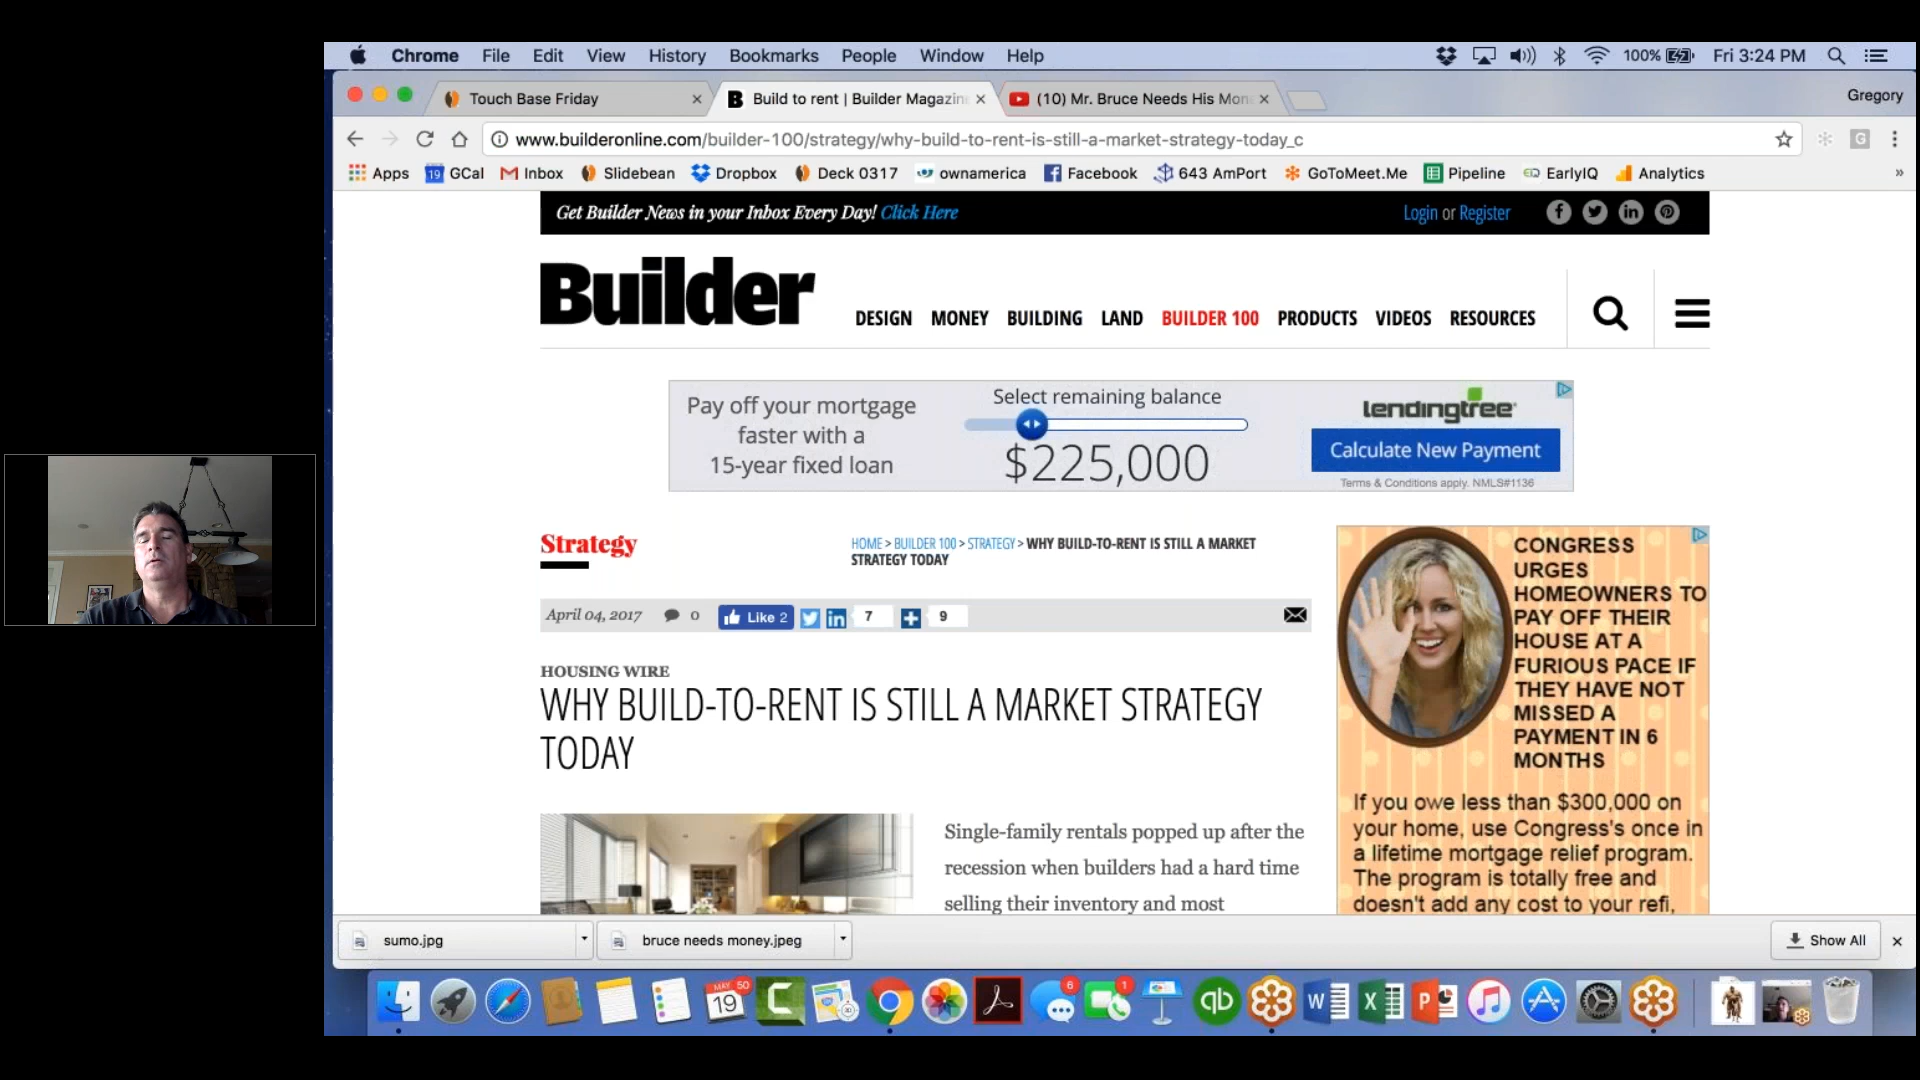 Chrome File Edit View History Bookmarks People Window Help 100% Fri 3:24 PM
Touch Base Friday Build to rent | Builder Magazin (10) Mr. Bruce Needs His Mon Gregory
www.builderonline.com/builder-100/strategy/why-build-to-rent-is-still-a-market-strategy-today_c
Apps 19 GCal Inbox Slidebean Dropbox Deck 0317 ownamerica Facebook 643 AmPort GoToMeet.Me Pipeline EarlyIQ Analytics »
Get Builder News in your Inbox Every Day! Click Here Login or Register
Builder
DESIGN MONEY BUILDING LAND BUILDER 100 PRODUCTS VIDEOS RESOURCES
Pay off your mortgage
faster with a
15-year fixed loan
Select remaining balance
$225,000
lendingtree
Calculate New Payment
Terms & Conditions apply. NMLS#1136
Strategy
HOME > BUILDER 100 > STRATEGY > WHY BUILD-TO-RENT IS STILL A MARKET
STRATEGY TODAY
April 04, 2017 0 Like 2 7 9
HOUSING WIRE
WHY BUILD-TO-RENT IS STILL A MARKET STRATEGY
TODAY
Single-family rentals popped up after the
recession when builders had a hard time
selling their inventory and most
CONGRESS
URGES
HOMEOWNERS TO
PAY OFF THEIR
HOUSE AT A
FURIOUS PACE IF
THEY HAVE NOT
MISSED A
PAYMENT IN 6
MONTHS
If you owe less than $300,000 on
your home, use Congress's once in
a lifetime mortgage relief program.
The program is totally free and
doesn't add any cost to your refi,
sumo.jpg bruce needs money.jpeg Show All
MAY 50
19
6
1
qb